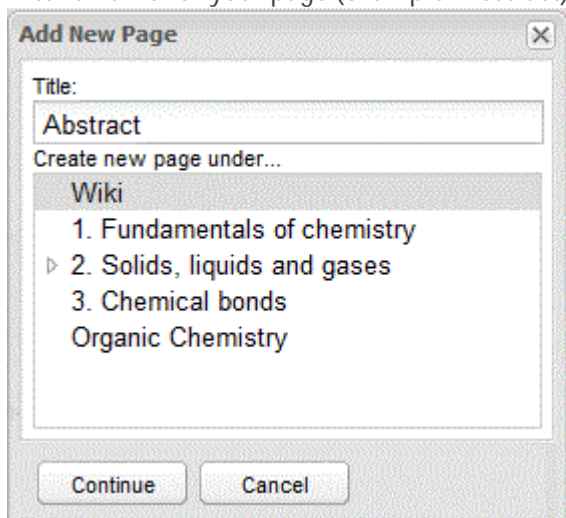 Add New Page
Title:
Abstract
Create new page under...
Wiki
1. Fundamentals of chemistry
2. Solids, liquids and gases
3. Chemical bonds
Organic Chemistry
Continue Cancel